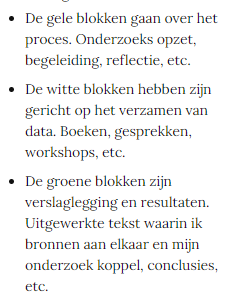 • De gele blokken gaan over het
proces. Onderzoeks opzet,
begeleiding, reflectie, etc.
• De witte blokken hebben zijn
gericht op het verzamen van
data. Boeken, gesprekken,
workshops, etc.
• De groene blokken zijn
verslaglegging en resultaten.
Uitgewerkte tekst waarin ik
bronnen aan elkaar en mijn
onderzoek koppel, conclusies,
etc.